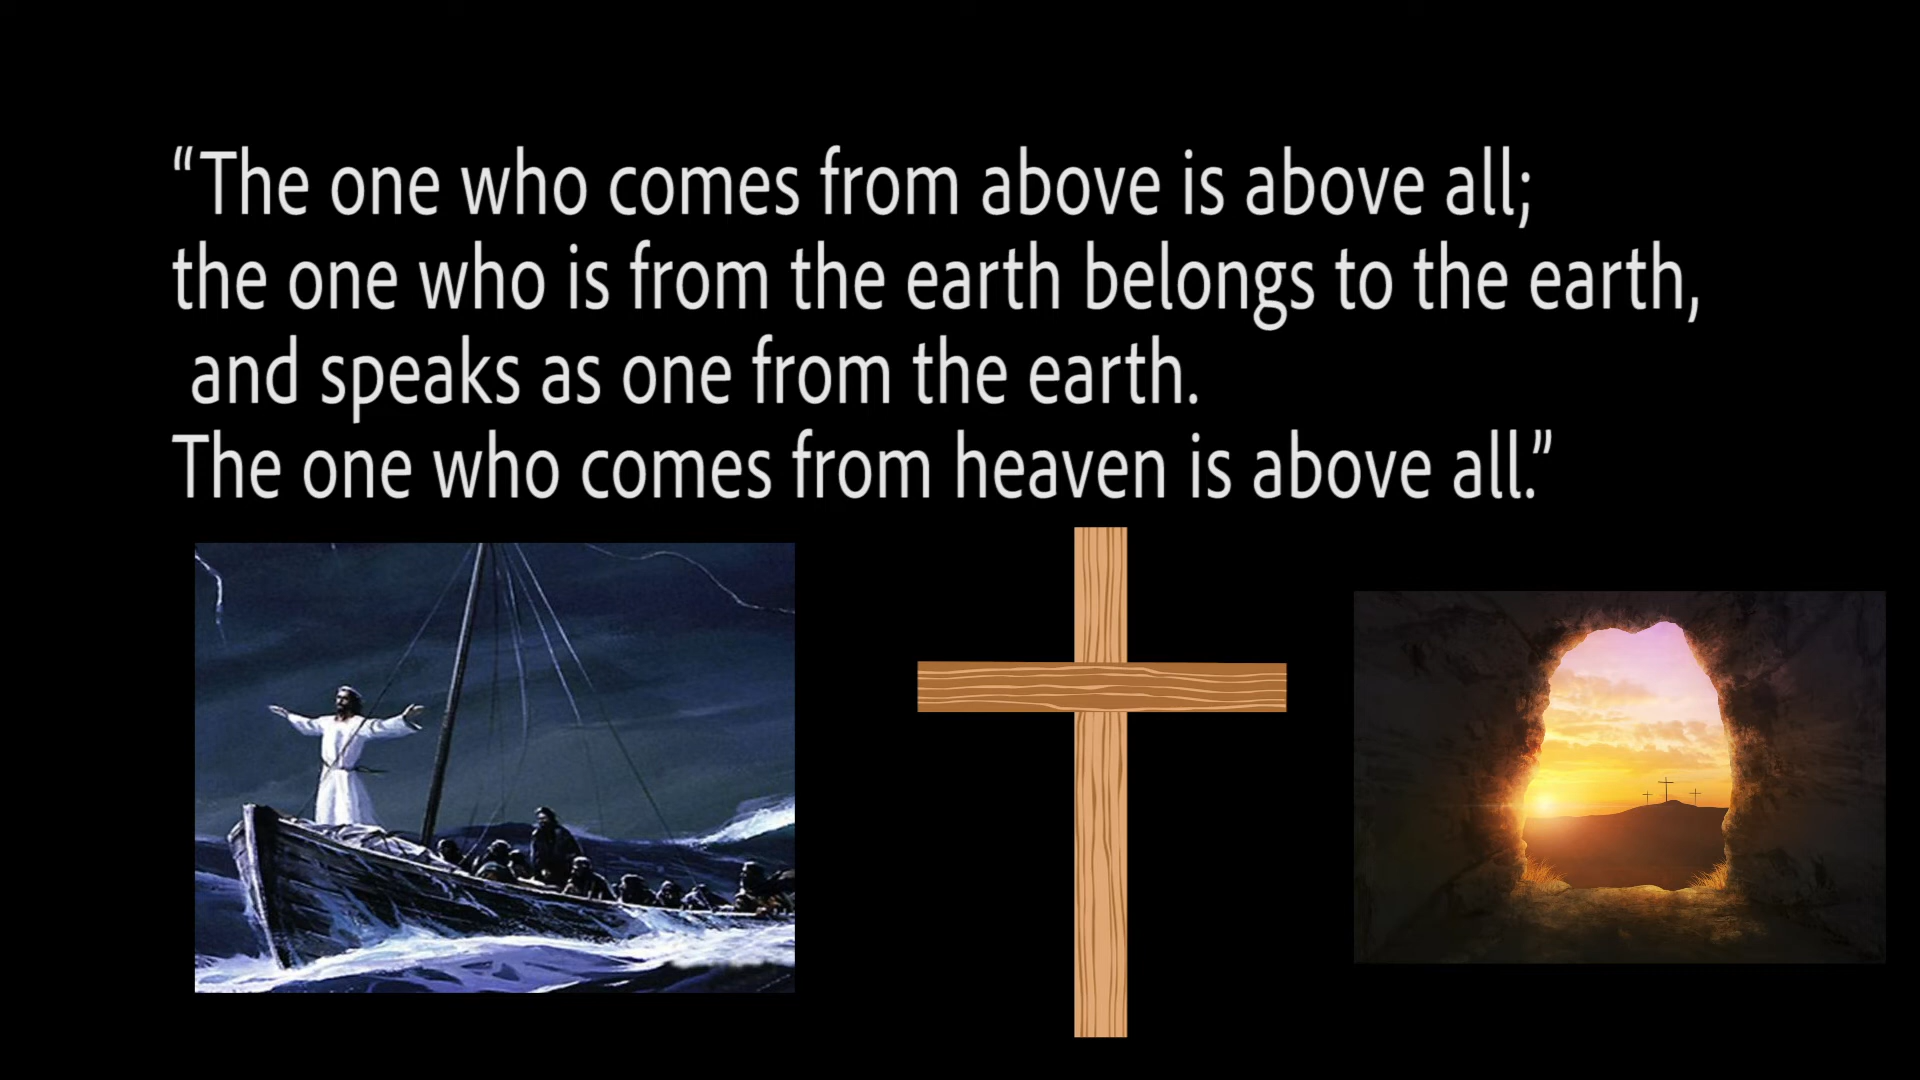 “The one who comes from above is above all;
the one who is from the earth belongs to the earth,
and speaks as one from the earth.
The one who comes from heaven is above all.”